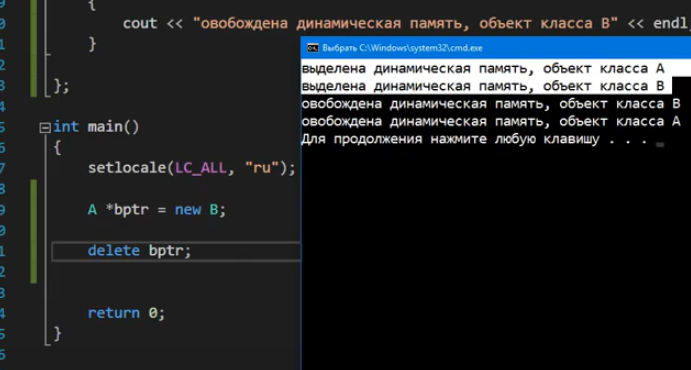 {
cout << "овобождена динамическая память, объект класса B" << endl
}
};
int main()
{
setlocale(LC_ALL, "ru");
A *bptr = new B;
delete bptr;
return 0;
}
Выбрать C:\Windows\system32\cmd.exe
выделена динамическая память, объект класса A
выделена динамическая память, объект класса B
овобождена динамическая память, объект класса B
овобождена динамическая память, объект класса A
Для продолжения нажмите любую клавишу . . .